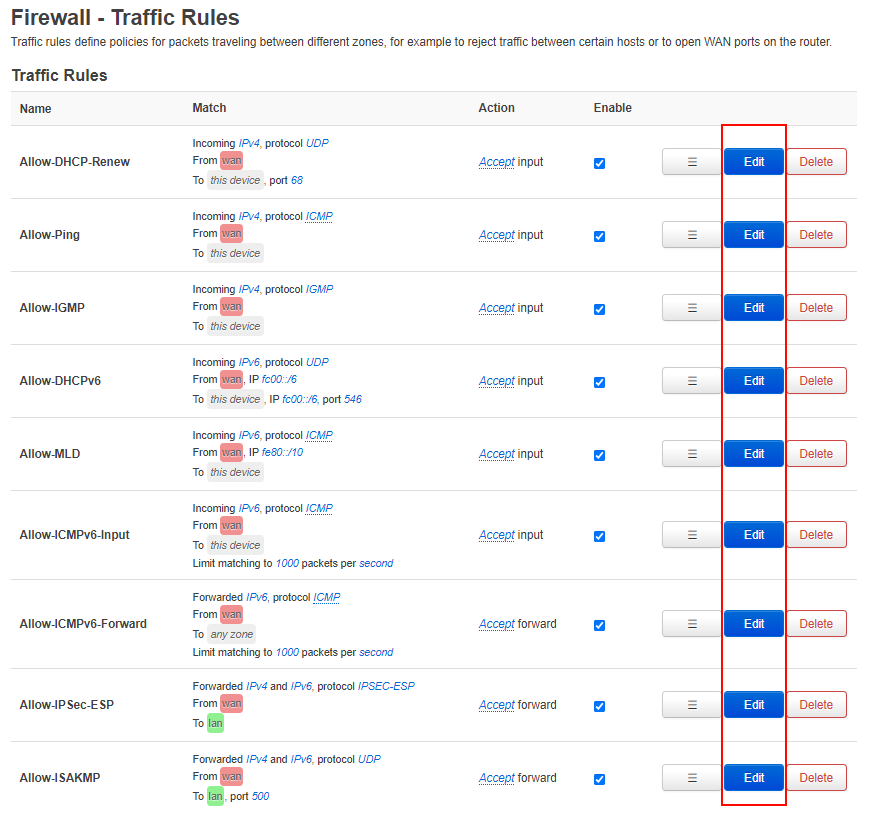 Firewall - Traffic Rules
Traffic rules define policies for packets traveling between different zones, for example to reject traffic between certain hosts or to open WAN ports on the router.
Traffic Rules
Name Match Action Enable
Incoming IPv4, protocol UDP
From wan
To this device, port 68
Allow-DHCP-Renew Accept input Edit Delete
Incoming IPv4, protocol ICMP
From wan
To this device
Allow-Ping Accept input Edit Delete
Incoming IPv4, protocol IGMP
From wan
To this device
Allow-IGMP Accept input Edit Delete
Incoming IPv6, protocol UDP
From wan, IP fc00::/6
To this device, IP fc00::/6, port 546
Allow-DHCPv6 Accept input Edit Delete
Incoming IPv6, protocol ICMP
From wan, IP fe80::/10
To this device
Allow-MLD Accept input Edit Delete
Incoming IPv6, protocol ICMP
From wan
To this device
Limit matching to 1000 packets per second
Allow-ICMPv6-Input Accept input Edit Delete
Forwarded IPv6, protocol ICMP
From wan
To any zone
Limit matching to 1000 packets per second
Allow-ICMPv6-Forward Accept forward Edit Delete
Forwarded IPv4 and IPv6, protocol IPSEC-ESP
From wan
To lan
Allow-IPSec-ESP Accept forward Edit Delete
Forwarded IPv4 and IPv6, protocol UDP
From wan
To lan, port 500
Allow-ISAKMP Accept forward Edit Delete